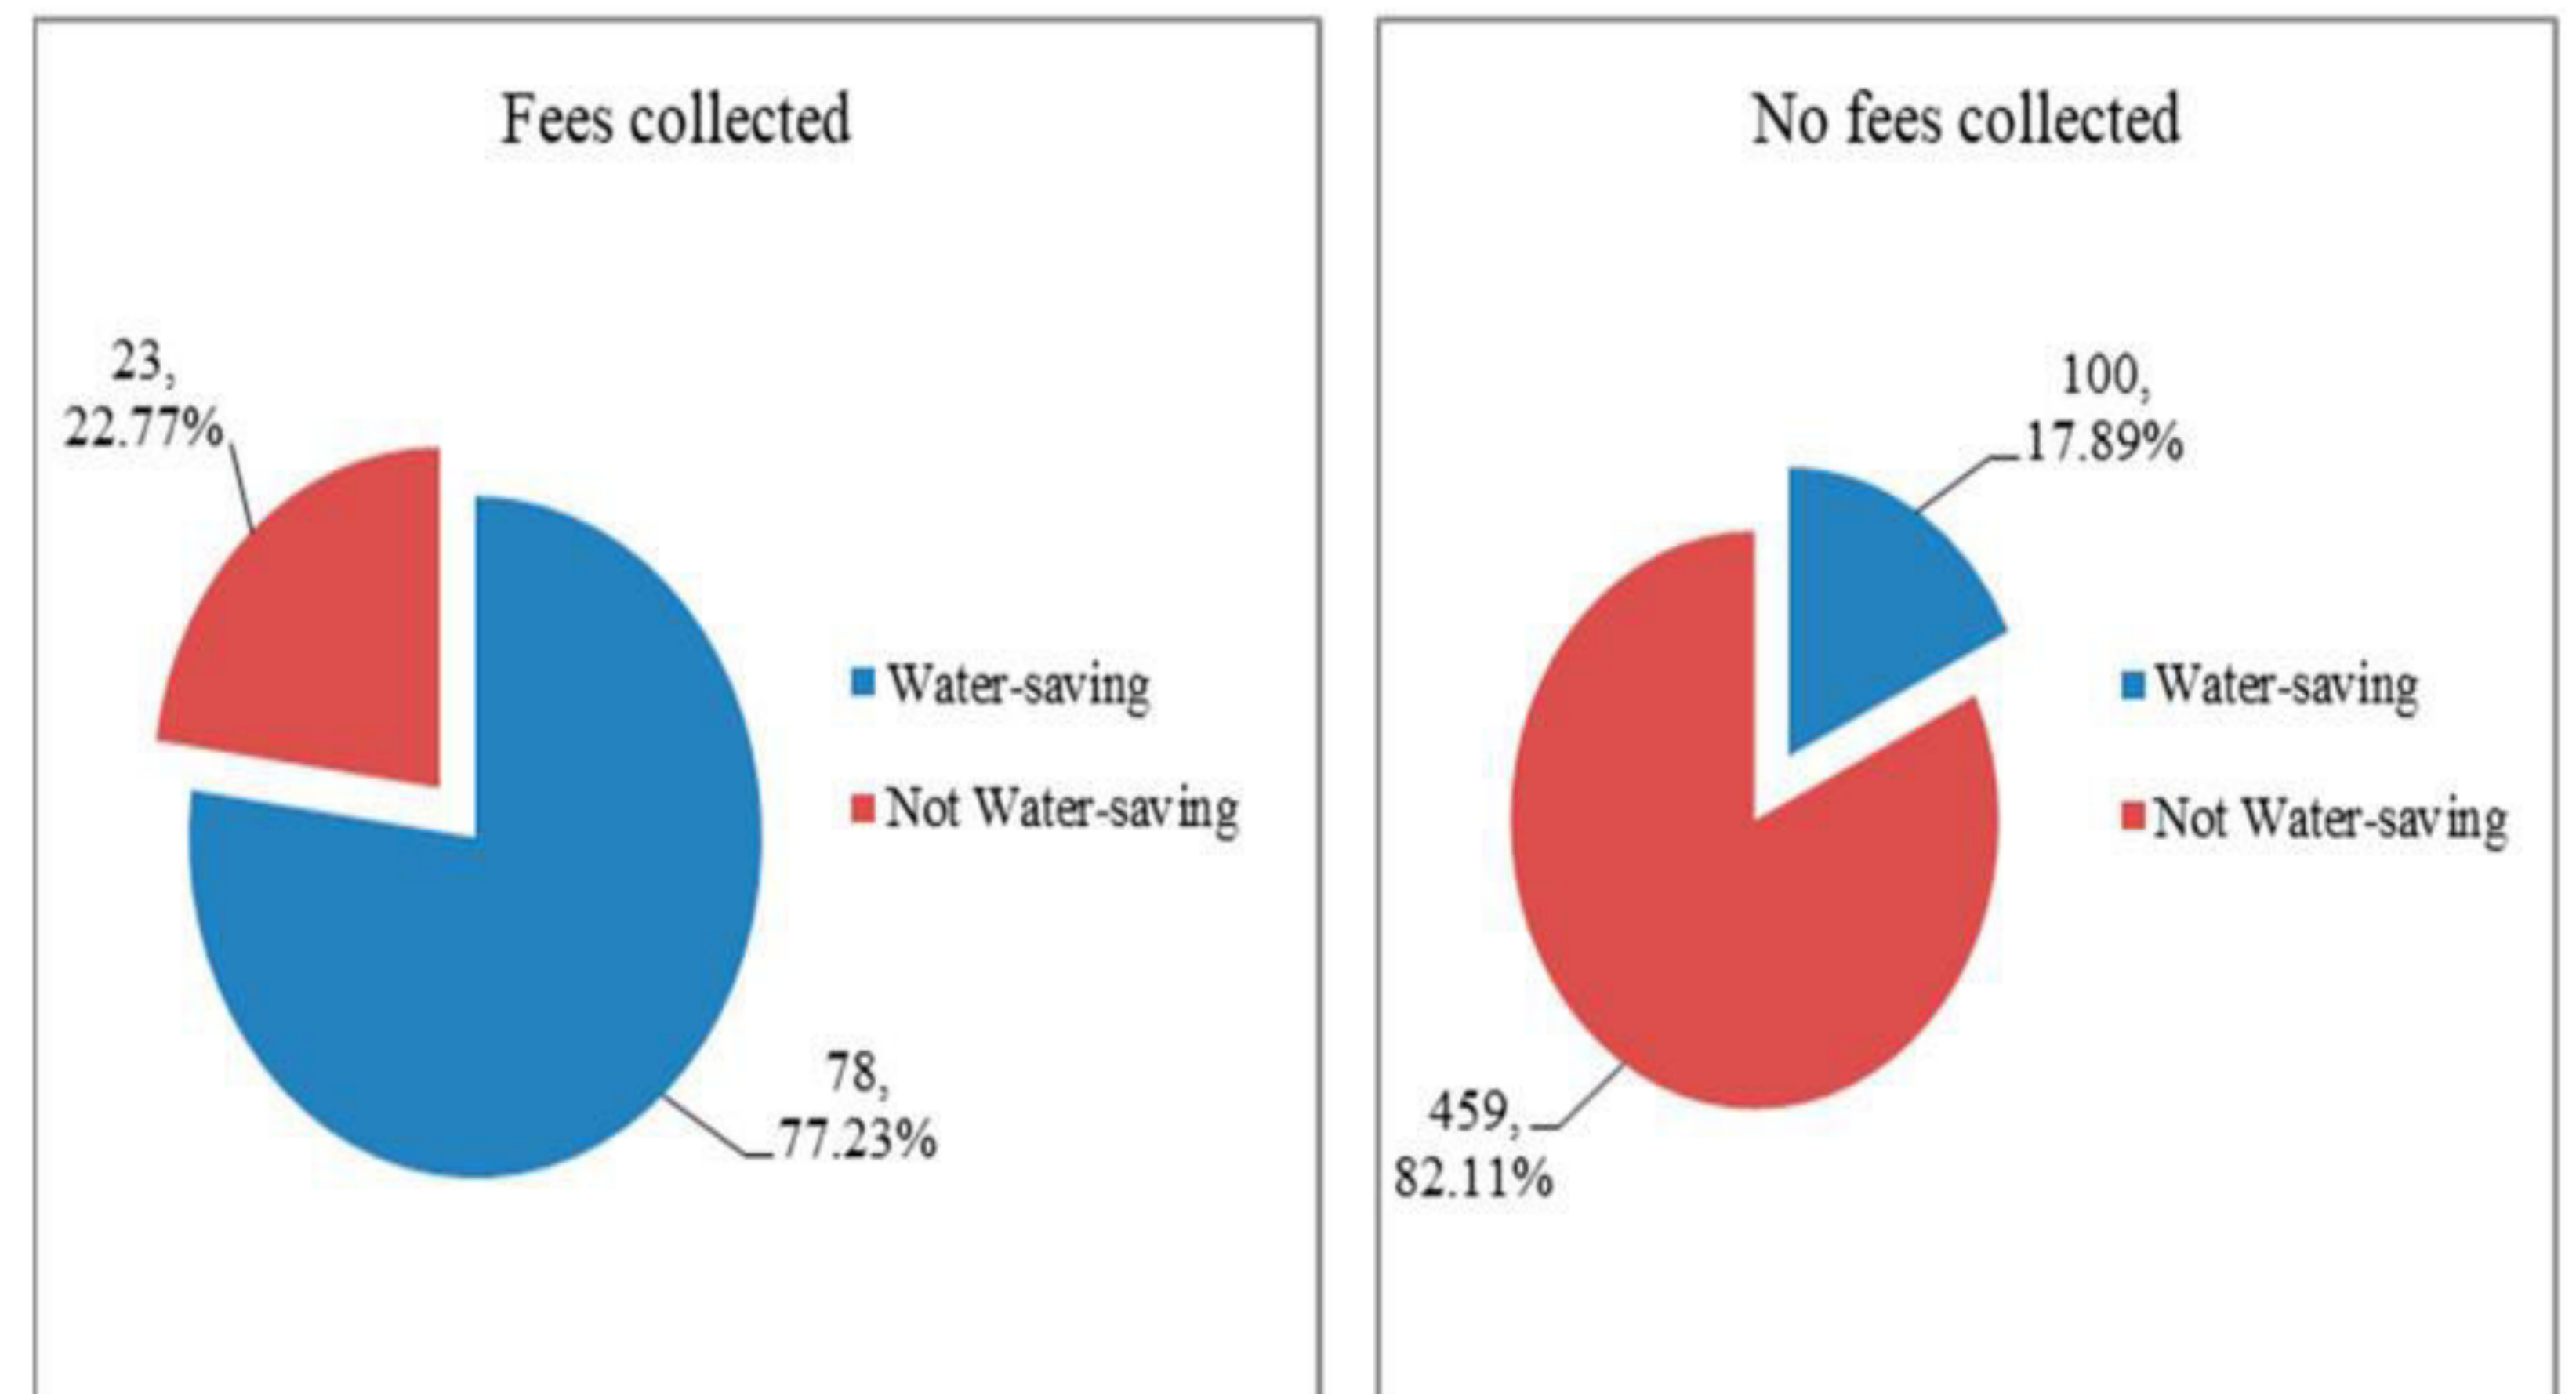 Fees collected
23,
22.77%
Water-saving
Not Water-saving
78,
77.23%
No fees collected
100,
17.89%
Water-saving
Not Water-saving
459,
82.11%